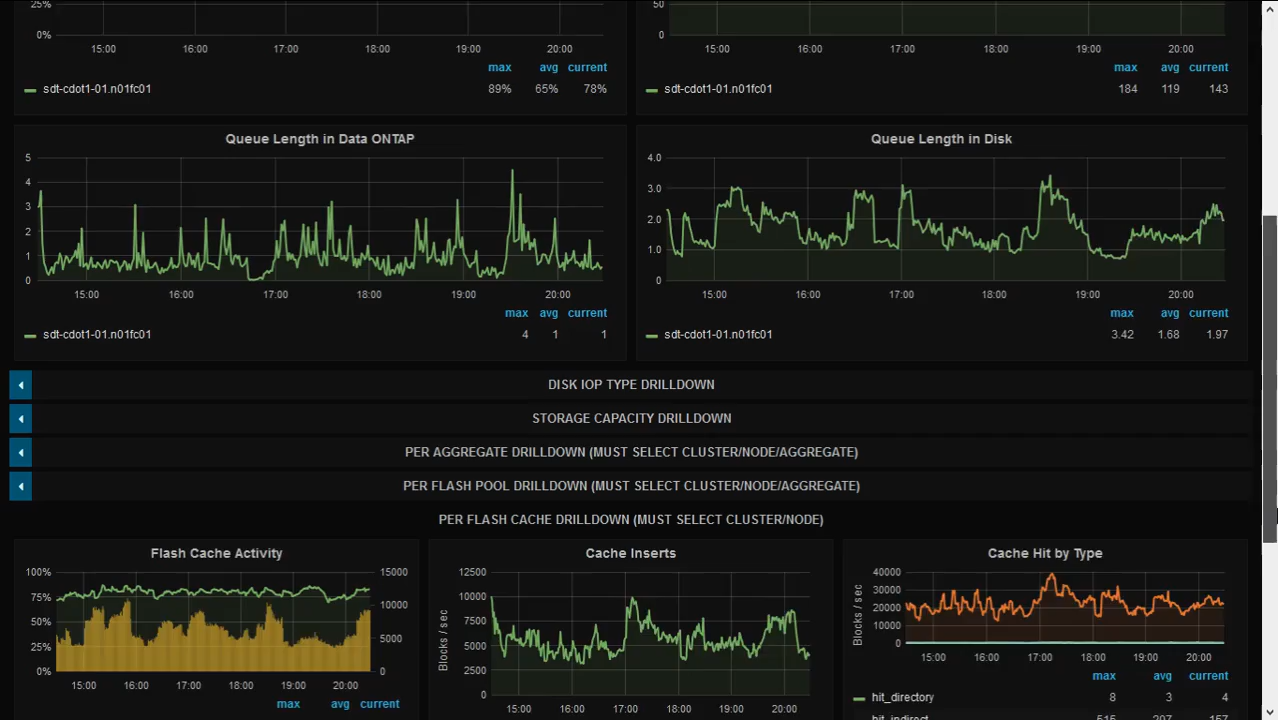 25% 50
0% 0
15:00 16:00 17:00 18:00 19:00 20:00 15:00 16:00 17:00 18:00 19:00 20:00
max avg current max avg current
sdt-cdot1-01.n01fc01 89% 65% 78% sdt-cdot1-01.n01fc01 184 119 143
Queue Length in Data ONTAP Queue Length in Disk
5 4.0
4 3.0
3 2.0
2 1.0
1 0
0
15:00 16:00 17:00 18:00 19:00 20:00 15:00 16:00 17:00 18:00 19:00 20:00
max avg current max avg current
sdt-cdot1-01.n01fc01 4 1 1 sdt-cdot1-01.n01fc01 3.42 1.68 1.97
DISK IOP TYPE DRILLDOWN
STORAGE CAPACITY DRILLDOWN
PER AGGREGATE DRILLDOWN (MUST SELECT CLUSTER/NODE/AGGREGATE)
PER FLASH POOL DRILLDOWN (MUST SELECT CLUSTER/NODE/AGGREGATE)
PER FLASH CACHE DRILLDOWN (MUST SELECT CLUSTER/NODE)
Flash Cache Activity
100% 15000
75% 10000
50% 5000
25% 0
0%
15:00 16:00 17:00 18:00 19:00 20:00
max avg current
Cache Inserts
Blocks / sec
12500
10000
7500
5000
2500
0
15:00 16:00 17:00 18:00 19:00 20:00
Cache Hit by Type
Blocks / sec
40000
30000
20000
10000
0
15:00 16:00 17:00 18:00 19:00 20:00
max avg current
hit_directory 8 3 4